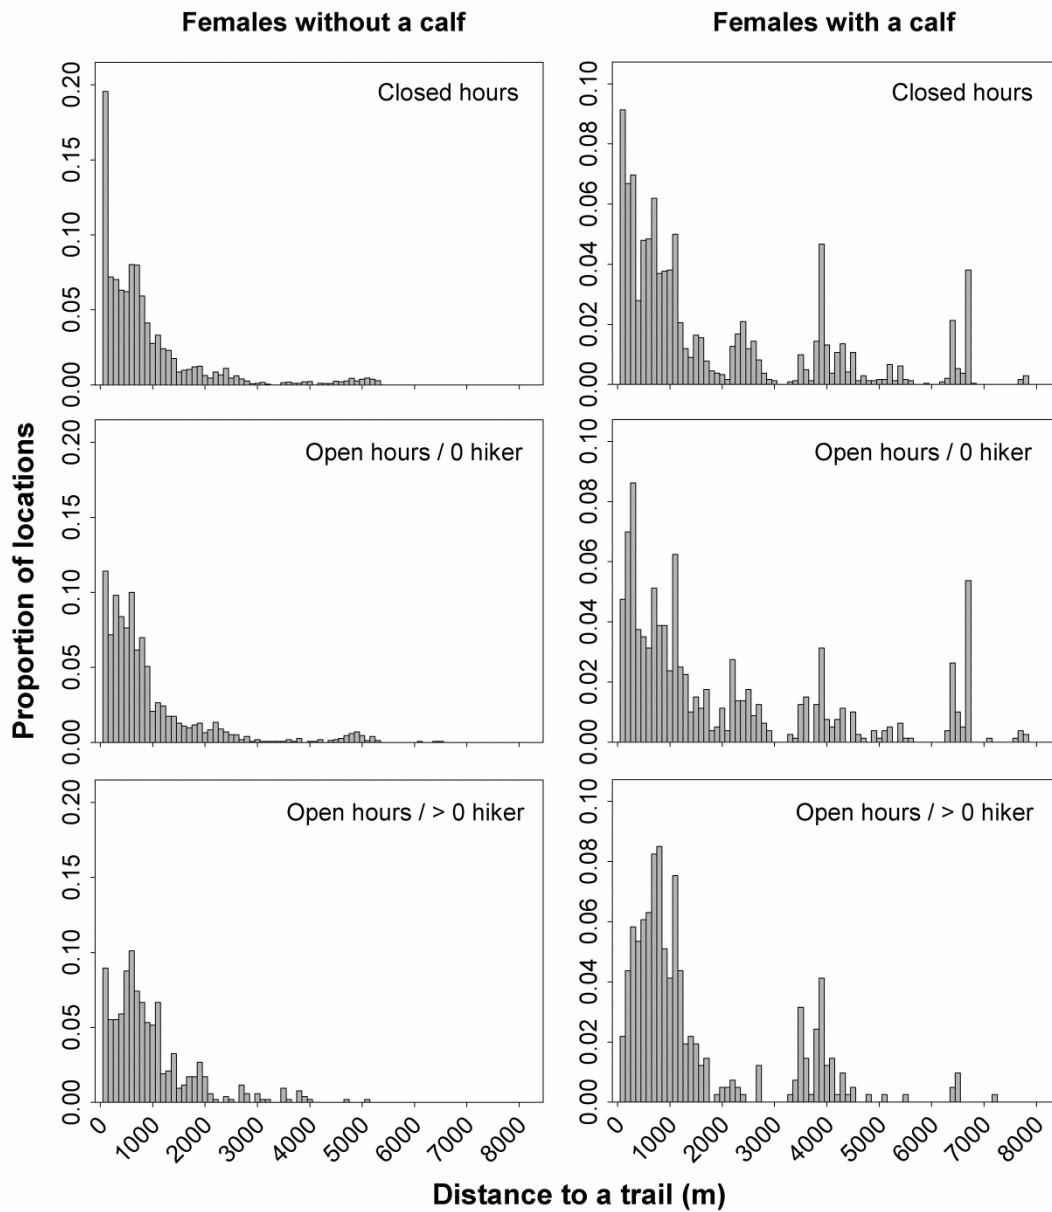 Females without a calf
Females with a calf
Proportion of locations
Closed hours
0.00 0.05 0.10 0.15 0.20
Closed hours
0.00 0.02 0.04 0.06 0.08 0.10
Open hours / 0 hiker
0.00 0.05 0.10 0.15 0.20
Open hours / 0 hiker
0.00 0.02 0.04 0.06 0.08 0.10
Open hours / > 0 hiker
0.00 0.05 0.10 0.15 0.20
Open hours / > 0 hiker
0.00 0.02 0.04 0.06 0.08 0.10
0 1000 2000 3000 4000 5000 6000 7000 8000
0 1000 2000 3000 4000 5000 6000 7000 8000
Distance to a trail (m)